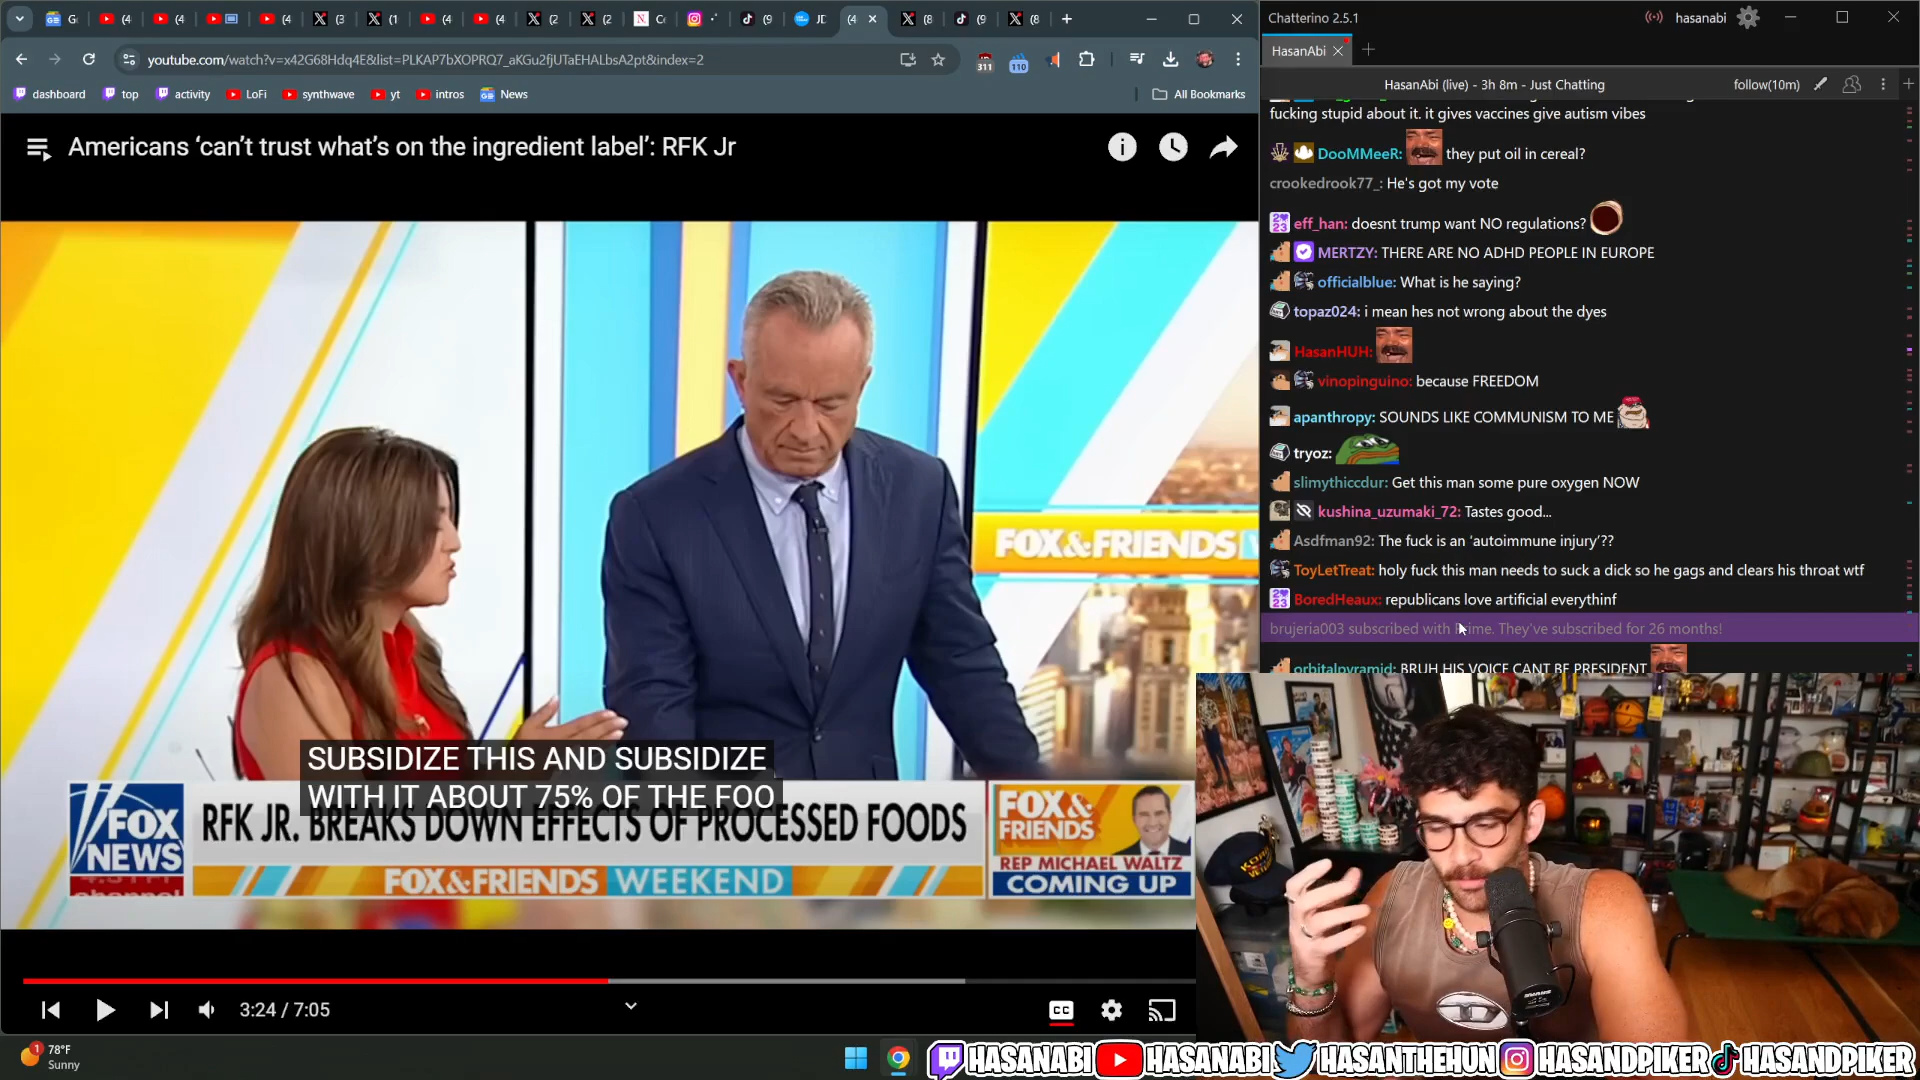 JD
youtube.com/watch?v=x42G68Hdq4E&list=PLKAP7bXOPRQ7_aKGu2fjUTaEHALbsA2pt&index=2
311
110
dashboard
top
activity
LoFi
synthwave
yt
intros
News
All Bookmarks
Americans ‘can’t trust what’s on the ingredient label’: RFK Jr
FOX&FRIENDS
SUBSIDIZE THIS AND SUBSIDIZE
WITH IT ABOUT 75% OF THE FOO
FOX
NEWS
channel
RFK JR. BREAKS DOWN EFFECTS OF PROCESSED FOODS
FOX&FRIENDS WEEKEND
FOX&
FRIENDS
REP MICHAEL WALTZ
COMING UP
3:24 / 7:05
CC
1
78°F
Sunny
Chatterino 2.5.1
hasanabi
HasanAbi
HasanAbi (live) - 3h 8m - Just Chatting
follow(10m)
fucking stupid about it. it gives vaccines give autism vibes
DooMMeeR: they put oil in cereal?
crookedrook77_: He's got my vote
eff_han: doesnt trump want NO regulations?
MERTZY: THERE ARE NO ADHD PEOPLE IN EUROPE
officialblue: What is he saying?
topaz024: i mean hes not wrong about the dyes
HasanHUH:
vinopinguino: because FREEDOM
apanthropy: SOUNDS LIKE COMMUNISM TO ME
tryoz:
slimythiccdur: Get this man some pure oxygen NOW
kushina_uzumaki_72: Tastes good...
Asdfman92: The fuck is an ‘autoimmune injury’??
ToyLetTreat: holy fuck this man needs to suck a dick so he gags and clears his throat wtf
BoredHeaux: republicans love artificial everythinf
brujeria003 subscribed with Prime. They've subscribed for 26 months!
orbitalpyramid: BRUH HIS VOICE CANT BE PRESIDENT
HASANABI HASANABI HASANTHEHUN HASANDPIKER HASANDPIKER